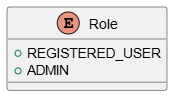 E Role
+REGISTERED_USER
+ADMIN